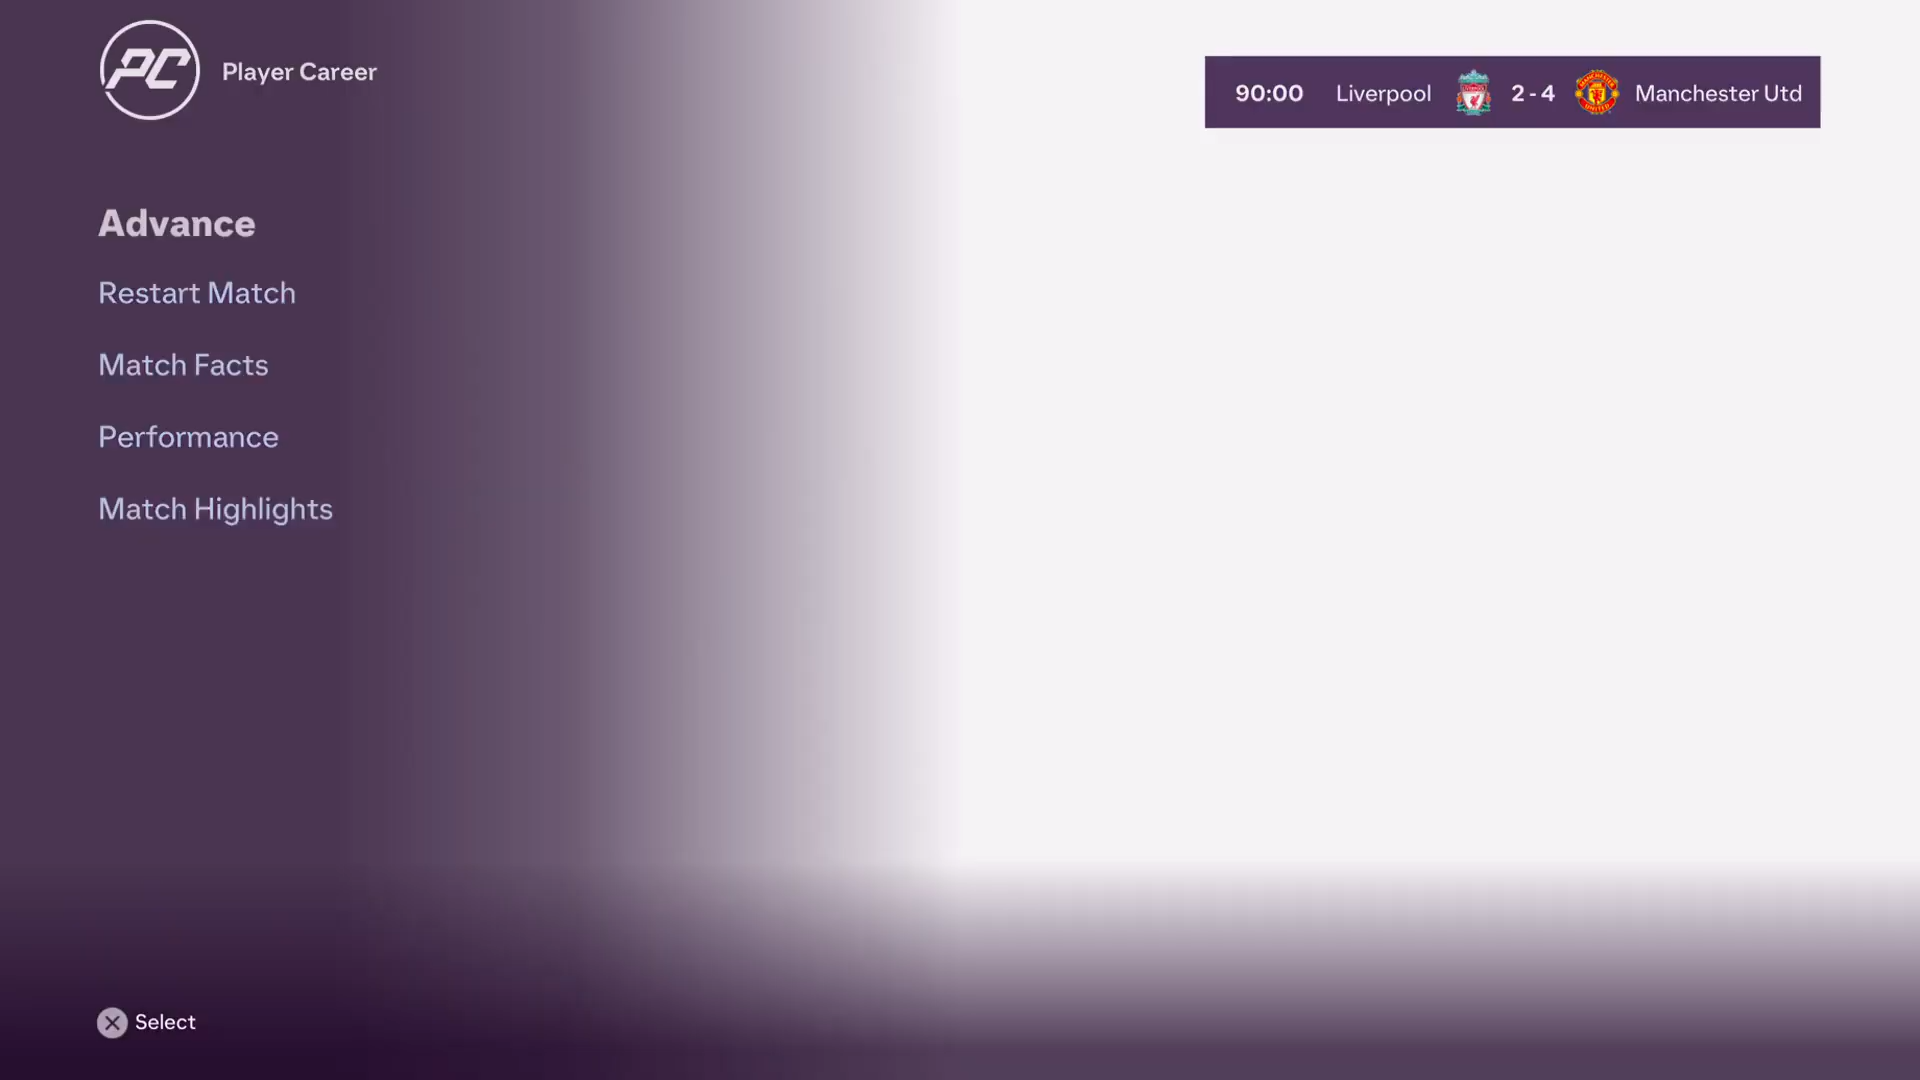 PC Player Career
90:00 Liverpool 2 - 4 Manchester Utd
Advance
Restart Match
Match Facts
Performance
Match Highlights
Select